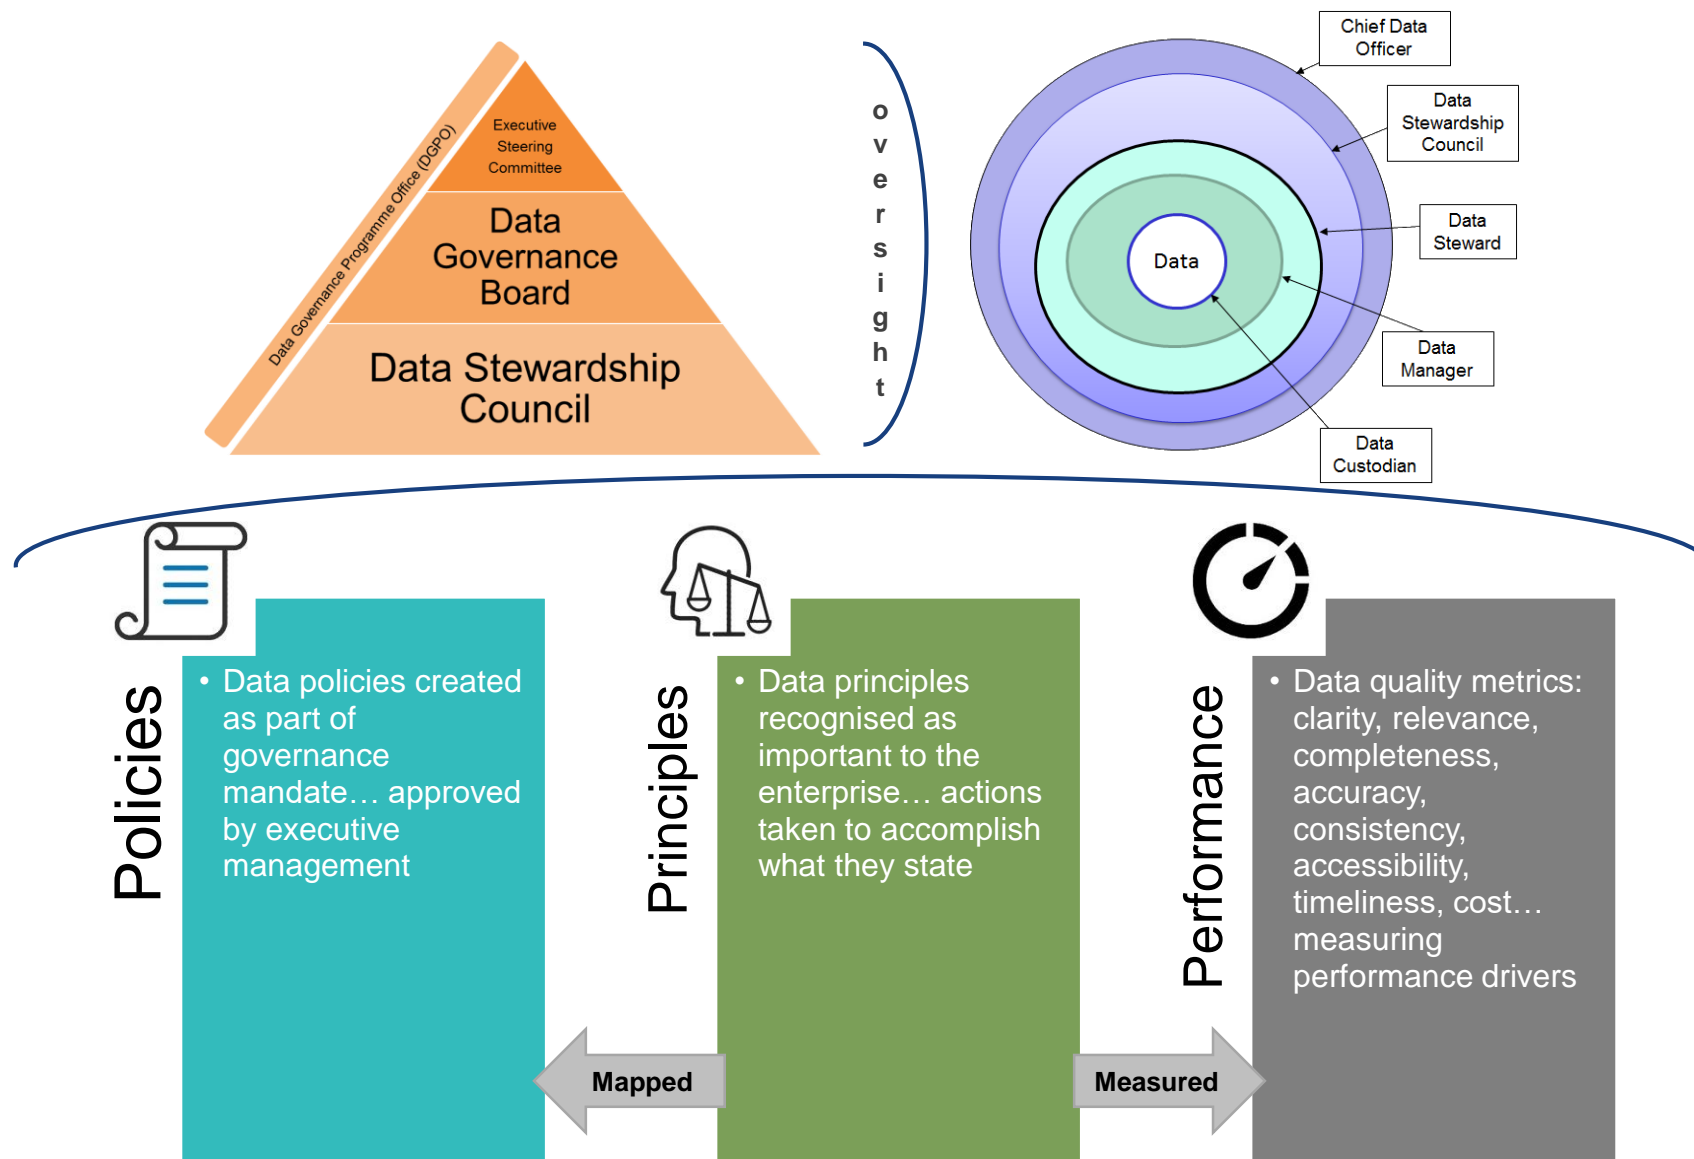 Data Governance Programme Office (DGPO)
Executive
Steering
Committee
Data
Governance
Board
Data Stewardship
Council
oversight
Chief Data
Officer
Data
Stewardship
Council
Data
Steward
Data
Manager
Data
Custodian
Data
Policies
• Data policies created
as part of
governance
mandate… approved
by executive
management
Principles
• Data principles
recognised as
important to the
enterprise… actions
taken to accomplish
what they state
Performance
• Data quality metrics:
clarity, relevance,
completeness,
accuracy,
consistency,
accessibility,
timeliness, cost…
measuring
performance drivers
Mapped
Measured